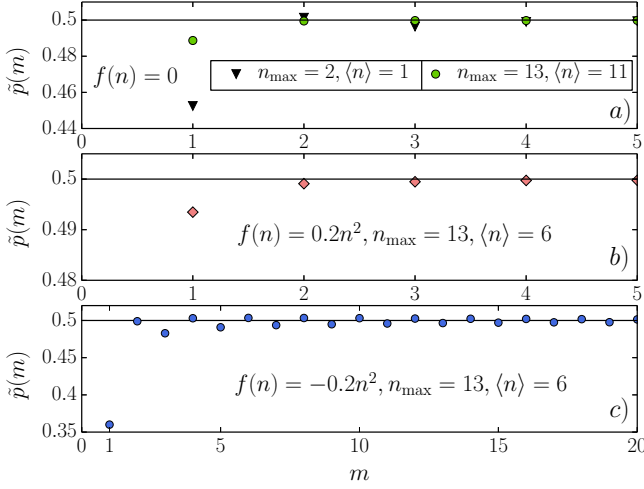 0.5
0.48
0.46
0.44
p̃(m)
f(n) = 0
n_max = 2, ⟨n⟩ = 1
n_max = 13, ⟨n⟩ = 11
a)
0 1 2 3 4 5
0.5
0.49
0.48
p̃(m)
f(n) = 0.2n², n_max = 13, ⟨n⟩ = 6
b)
0 1 2 3 4 5
0.5
0.45
0.4
0.35
p̃(m)
f(n) = −0.2n², n_max = 13, ⟨n⟩ = 6
c)
0 1 5 10 15 20
m